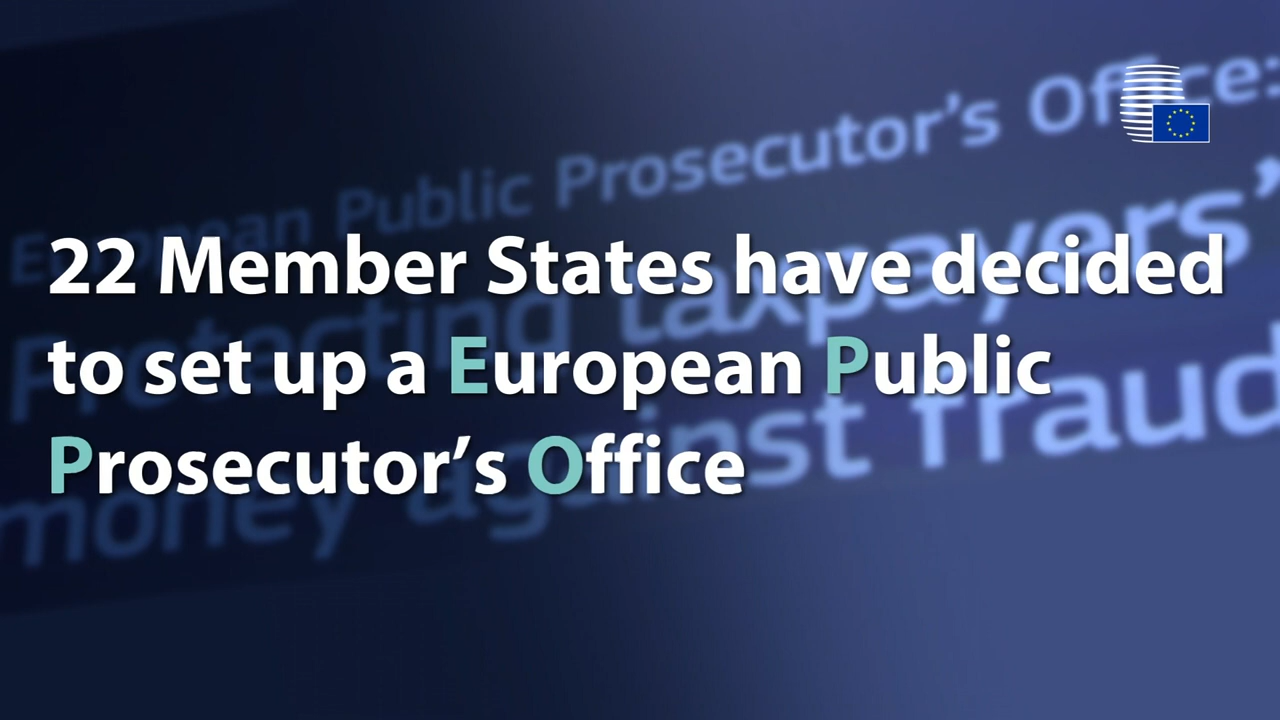 22 Member States have decided
to set up a European Public
Prosecutor’s Office
European Public Prosecutor’s Office:
Protecting taxpayers’
money against fraud